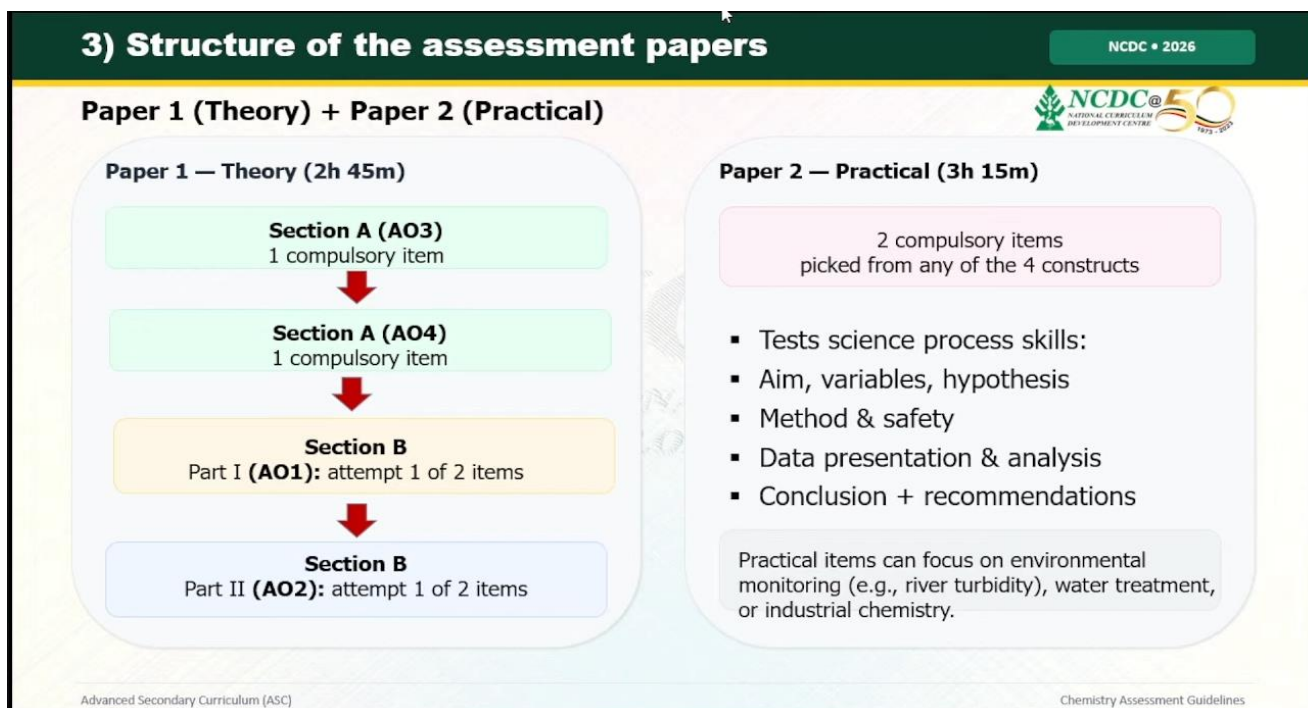 3) Structure of the assessment papers
NCDC • 2026
Paper 1 (Theory) + Paper 2 (Practical)
NCDC@50
NATIONAL CURRICULUM
DEVELOPMENT CENTRE
1973 - 2023
Paper 1 — Theory (2h 45m)
Section A (AO3)
1 compulsory item
Section A (AO4)
1 compulsory item
Section B
Part I (AO1): attempt 1 of 2 items
Section B
Part II (AO2): attempt 1 of 2 items
Paper 2 — Practical (3h 15m)
2 compulsory items
picked from any of the 4 constructs
▪ Tests science process skills:
▪ Aim, variables, hypothesis
▪ Method & safety
▪ Data presentation & analysis
▪ Conclusion + recommendations
Practical items can focus on environmental
monitoring (e.g., river turbidity), water treatment,
or industrial chemistry.
Advanced Secondary Curriculum (ASC)
Chemistry Assessment Guidelines